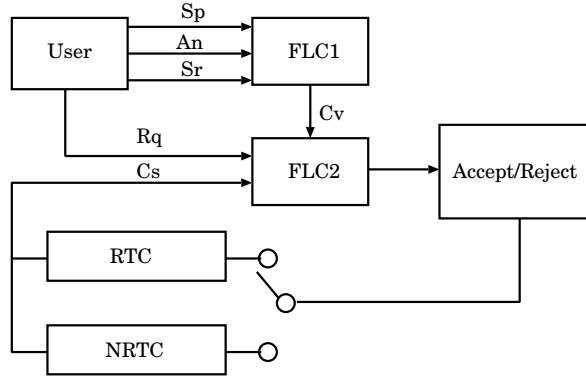 Sp
User
An
FLC1
Sr
Cv
Rq
FLC2
Accept/Reject
Cs
RTC
NRTC